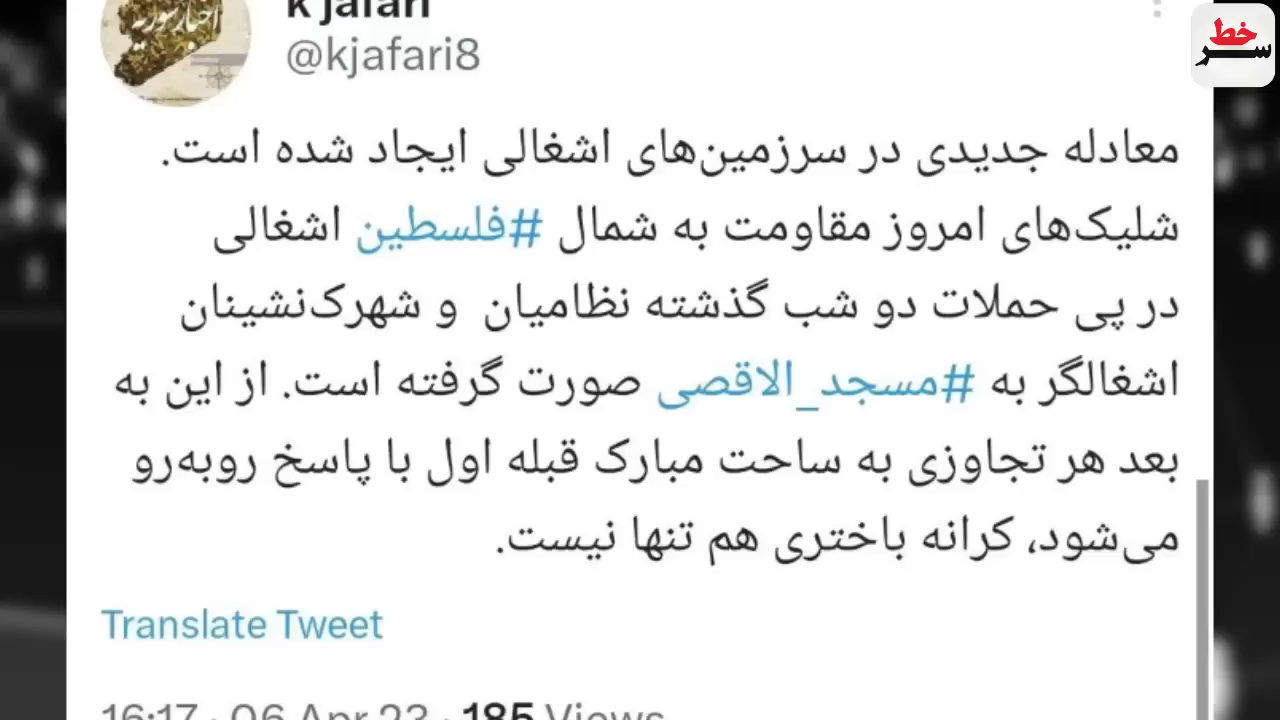 k jafari
@kjafari8
اخبار سوریه
خط
سر
معادله جدیدی در سرزمین‌های اشغالی ایجاد شده است.
شلیک‌های امروز مقاومت به شمال #فلسطین اشغالی
در پی حملات دو شب گذشته نظامیان و شهرک‌نشینان
اشغالگر به #مسجد_الاقصی صورت گرفته است. از این به
بعد هر تجاوزی به ساحت مبارک قبله اول با پاسخ روبه‌رو
می‌شود، کرانه باختری هم تنها نیست.
Translate Tweet
16:17 · 06 Apr 23 · 185 Views